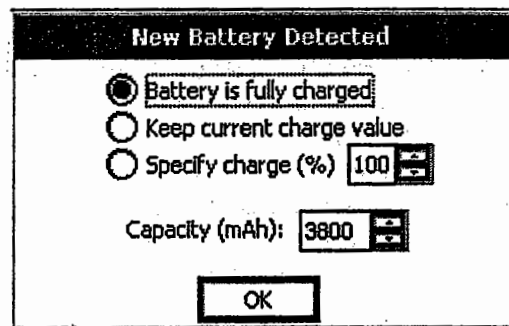 New Battery Detected
Battery is fully charged
Keep current charge value
Specify charge (%) 100
Capacity (mAh): 3800
OK